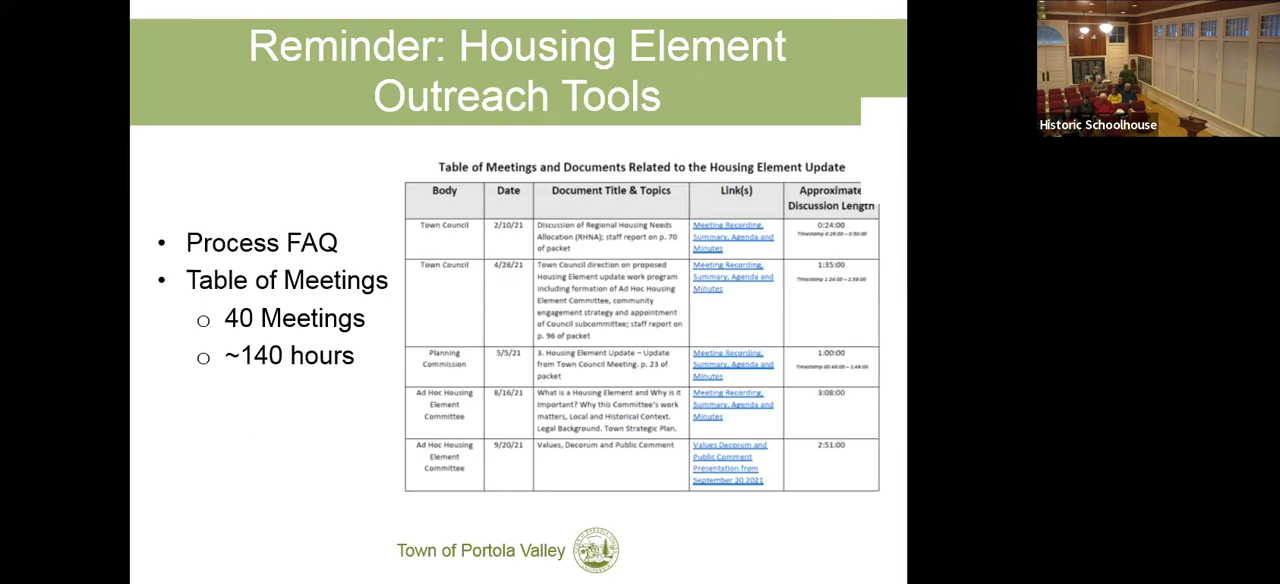 Reminder: Housing Element
Outreach Tools
Historic Schoolhouse
• Process FAQ
• Table of Meetings
o 40 Meetings
o ~140 hours
Table of Meetings and Documents Related to the Housing Element Update
Body Date Document Title & Topics Link(s) Approximate
Discussion Length
Town Council 2/10/21 Discussion of Regional Housing Needs Meeting Recording, 0:24:00
Allocation (RHNA); staff report on p. 70 Summary, Agenda and
of packet Minutes
Town Council 4/28/21 Town Council direction on proposed Meeting Recording, 1:35:00
Housing Element update work program Summary, Agenda and
including formation of Ad Hoc Housing Minutes
Element Committee, community
engagement strategy and appointment
of Council subcommittee; staff report on
p. 96 of packet
Planning 5/5/21 3. Housing Element Update – Update Meeting Recording, 1:00:00
Commission from Town Council Meeting. p. 23 of Summary, Agenda and
packet Minutes
Ad Hoc Housing 8/16/21 What is a Housing Element and Why is it Meeting Recording, 3:08:00
Element Important? Why this Committee's work Summary, Agenda and
Committee matters, Local and Historical Context. Minutes
Legal Background. Town Strategic Plan.
Ad Hoc Housing 9/20/21 Values, Decorum and Public Comment Values Decorum and 2:51:00
Element Public Comment
Committee Presentation from
September 20 2021
Town of Portola Valley